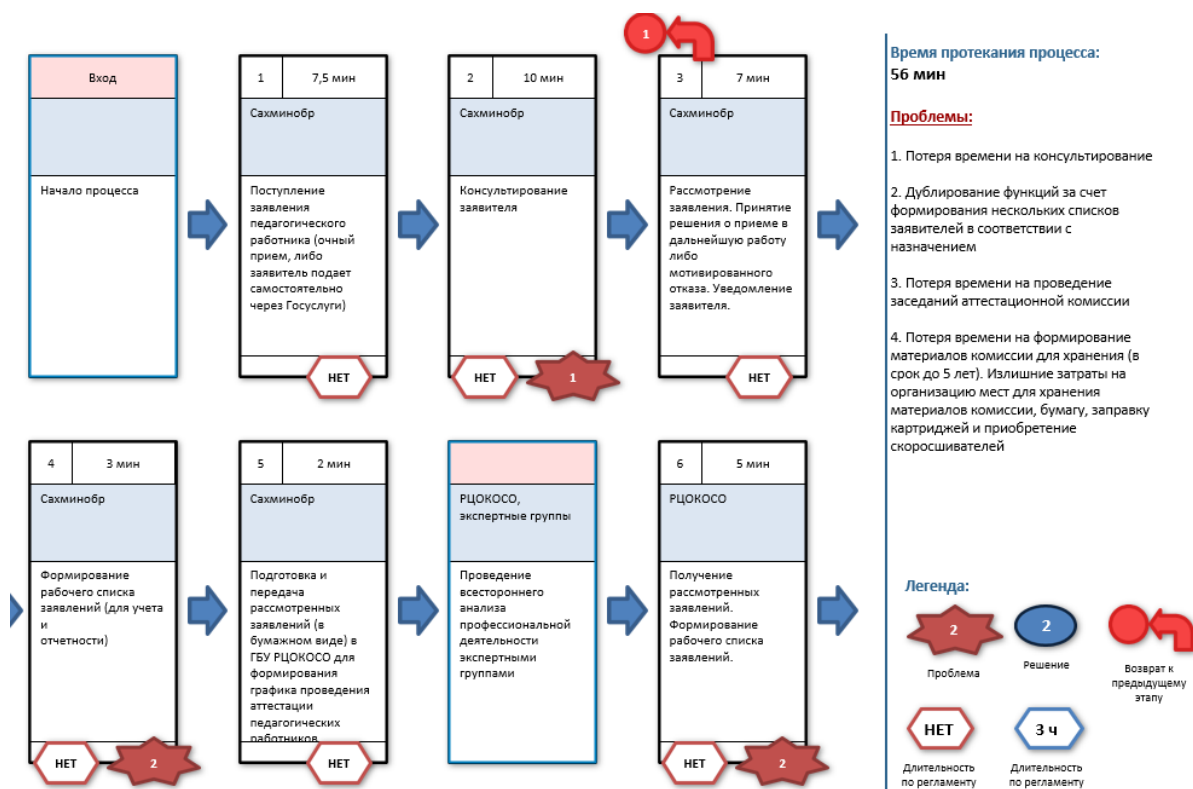 Вход
Начало процесса
1
7,5 мин
Сахминобр
Поступление
заявления
педагогического
работника (очный
прием, либо
заявитель подает
самостоятельно
через Госуслуги)
НЕТ
2
10 мин
Сахминобр
Консультирование
заявителя
НЕТ
1
1
3
7 мин
Сахминобр
Рассмотрение
заявления. Принятие
решения о приеме в
дальнейшую работу
либо
мотивированного
отказа. Уведомление
заявителя.
НЕТ
4
3 мин
Сахминобр
Формирование
рабочего списка
заявлений (для учета
и
отчетности)
НЕТ
2
5
2 мин
Сахминобр
Подготовка и
передача
рассмотренных
заявлений (в
бумажном виде) в
ГБУ РЦОКОСО для
формирования
графика проведения
аттестации
педагогических
работников
НЕТ
РЦОКОСО,
экспертные группы
Проведение
всестороннего
анализа
профессиональной
деятельности
экспертными
группами
6
5 мин
РЦОКОСО
Получение
рассмотренных
заявлений.
Формирование
рабочего списка
заявлений.
НЕТ
2
Время протекания процесса:
56 мин
Проблемы:
1. Потеря времени на консультирование
2. Дублирование функций за счет
формирования нескольких списков
заявителей в соответствии с
назначением
3. Потеря времени на проведение
заседаний аттестационной комиссии
4. Потеря времени на формирование
материалов комиссии для хранения (в
срок до 5 лет). Излишние затраты на
организацию мест для хранения
материалов комиссии, бумагу, заправку
картриджей и приобретение
скоросшивателей
Легенда:
2
Проблема
2
Решение
Возврат к
предыдущему
этапу
НЕТ
Длительность
по регламенту
3 ч
Длительность
по регламенту